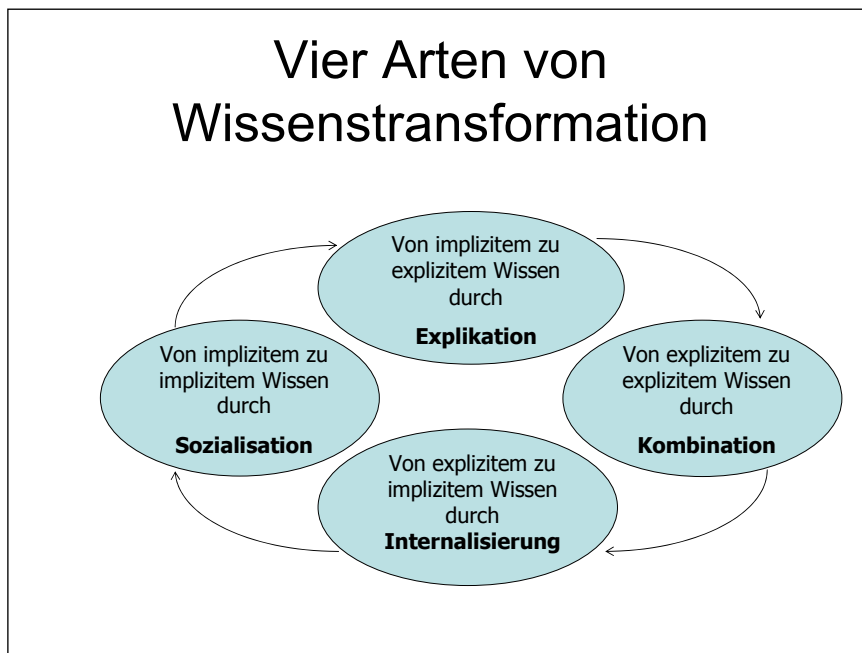 Vier Arten von
Wissenstransformation
Von implizitem zu
explizitem Wissen
durch
Explikation
Von implizitem zu
implizitem Wissen
durch
Sozialisation
Von explizitem zu
explizitem Wissen
durch
Kombination
Von explizitem zu
implizitem Wissen
durch
Internalisierung